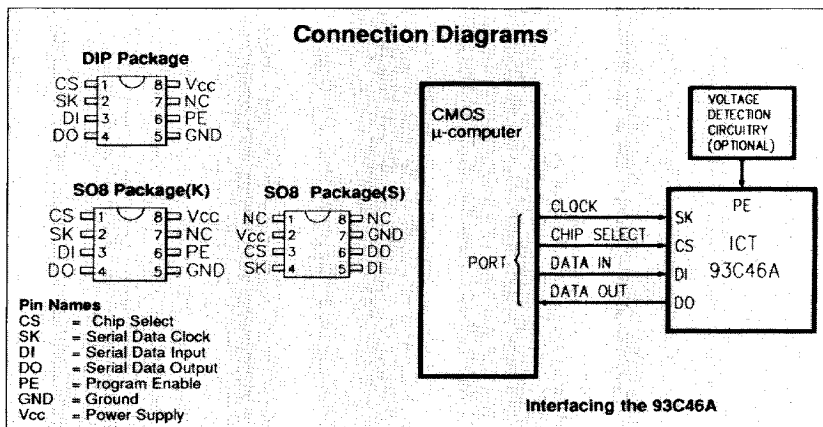 Connection Diagrams
DIP Package
CS 1 8 Vcc
SK 2 7 NC
DI 3 6 PE
DO 4 5 GND
SO8 Package(K)
CS 1 8 Vcc
SK 2 7 NC
DI 3 6 PE
DO 4 5 GND
SO8 Package(S)
NC 1 8 NC
Vcc 2 7 GND
CS 3 6 DO
SK 4 5 DI
Pin Names
CS = Chip Select
SK = Serial Data Clock
DI = Serial Data Input
DO = Serial Data Output
PE = Program Enable
GND = Ground
Vcc = Power Supply
CMOS
μ-computer
PORT
CLOCK
CHIP SELECT
DATA IN
DATA OUT
VOLTAGE
DETECTION
CIRCUITRY
(OPTIONAL)
PE
SK
CS
DI
DO
ICT
93C46A
Interfacing the 93C46A